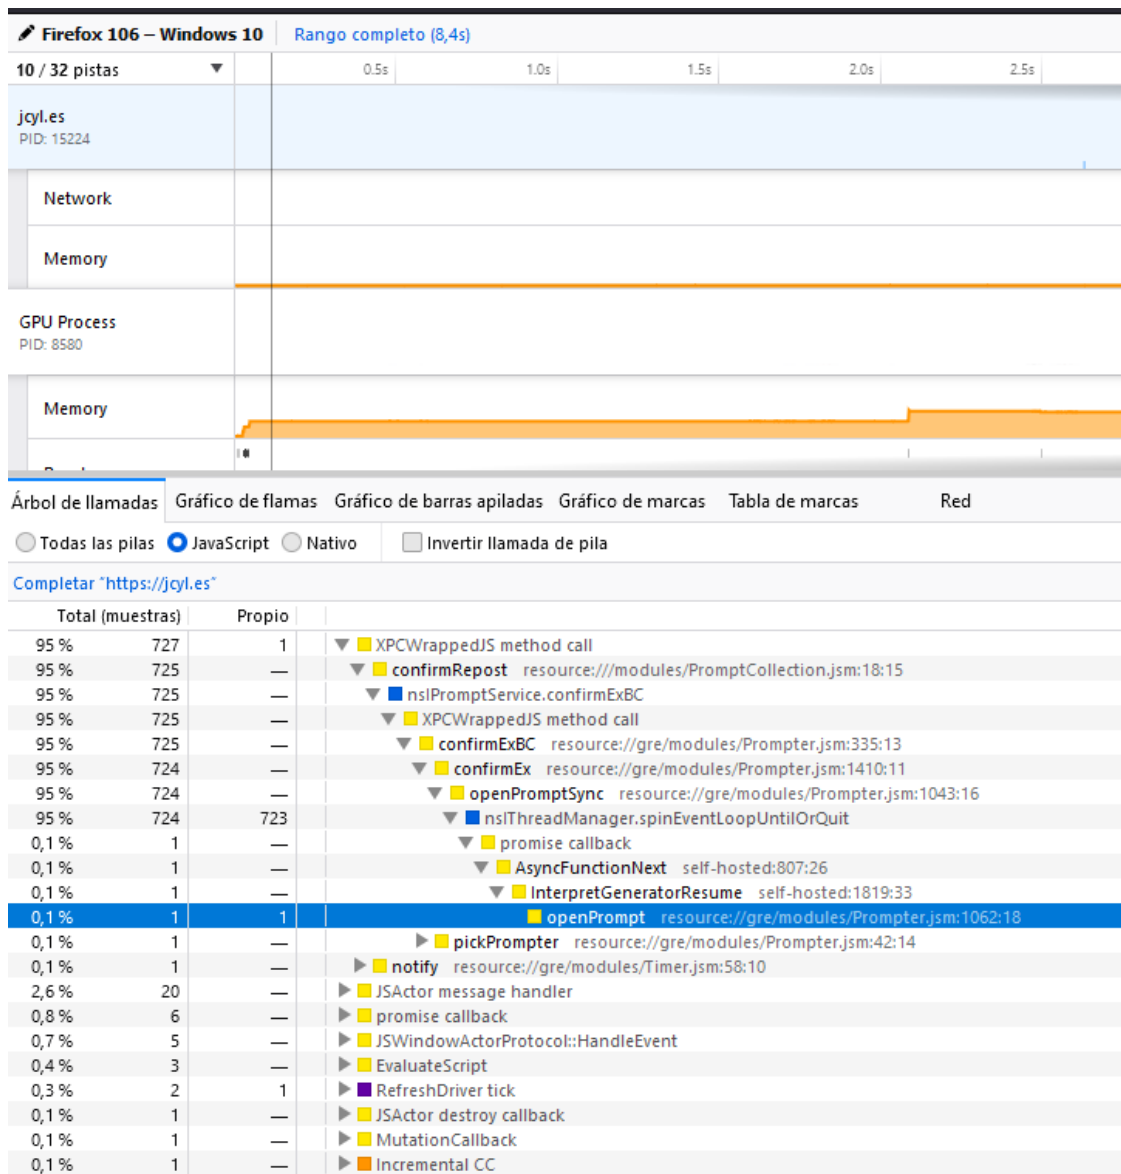 Firefox 106 – Windows 10 Rango completo (8,4s)
10 / 32 pistas 0.5s 1.0s 1.5s 2.0s 2.5s
jcyl.es
PID: 15224
Network
Memory
GPU Process
PID: 8580
Memory
Árbol de llamadas Gráfico de flamas Gráfico de barras apiladas Gráfico de marcas Tabla de marcas Red
Todas las pilas JavaScript Nativo Invertir llamada de pila
Completar "https://jcyl.es"
Total (muestras) Propio
95 % 727 1 XPCWrappedJS method call
95 % 725 — confirmRepost resource:///modules/PromptCollection.jsm:18:15
95 % 725 — nsIPromptService.confirmExBC
95 % 725 — XPCWrappedJS method call
95 % 725 — confirmExBC resource://gre/modules/Prompter.jsm:335:13
95 % 724 — confirmEx resource://gre/modules/Prompter.jsm:1410:11
95 % 724 — openPromptSync resource://gre/modules/Prompter.jsm:1043:16
95 % 724 723 nsIThreadManager.spinEventLoopUntilOrQuit
0,1 % 1 — promise callback
0,1 % 1 — AsyncFunctionNext self-hosted:807:26
0,1 % 1 — InterpretGeneratorResume self-hosted:1819:33
0,1 % 1 1 openPrompt resource://gre/modules/Prompter.jsm:1062:18
0,1 % 1 — pickPrompter resource://gre/modules/Prompter.jsm:42:14
0,1 % 1 — notify resource://gre/modules/Timer.jsm:58:10
2,6 % 20 — JSActor message handler
0,8 % 6 — promise callback
0,7 % 5 — JSWindowActorProtocol::HandleEvent
0,4 % 3 — EvaluateScript
0,3 % 2 1 RefreshDriver tick
0,1 % 1 — JSActor destroy callback
0,1 % 1 — MutationCallback
0,1 % 1 — Incremental CC